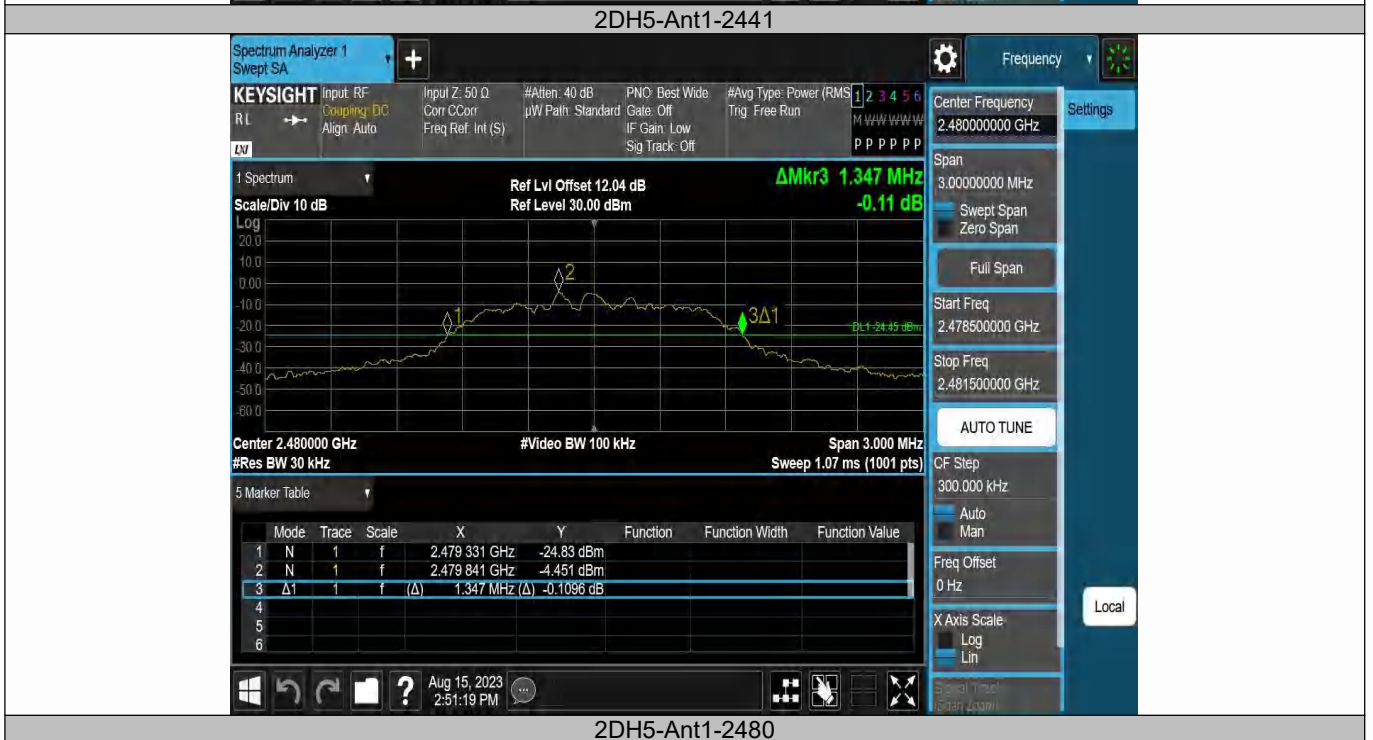 2DH5-Ant1-2441
Spectrum Analyzer 1
Swept SA
Frequency
KEYSIGHT
Input: RF
Input Z: 50 Ω
#Atten: 40 dB
PNO: Best Wide
#Avg Type: Power (RMS
1 2 3 4 5 6
RL
Coupling: DC
Corr CCorr
µW Path: Standard
Gate: Off
Trig: Free Run
M W W W W W
Align: Auto
Freq Ref: Int (S)
IF Gain: Low
LXI
Sig Track: Off
P P P P P P
Center Frequency
2.480000000 GHz
Settings
1 Spectrum
Ref Lvl Offset 12.04 dB
ΔMkr3 1.347 MHz
Scale/Div 10 dB
Ref Level 30.00 dBm
-0.11 dB
Span
3.00000000 MHz
Swept Span
Zero Span
Log
20.0
10.0
0.00
-10.0
-20.0
-30.0
-40.0
-50.0
-60.0
2
1
3Δ1
DL1 -24.45 dBm
Full Span
Start Freq
2.478500000 GHz
Stop Freq
2.481500000 GHz
AUTO TUNE
Center 2.480000 GHz
#Video BW 100 kHz
Span 3.000 MHz
#Res BW 30 kHz
Sweep 1.07 ms (1001 pts)
CF Step
300.000 kHz
Auto
Man
5 Marker Table
Mode Trace Scale X Y Function Function Width Function Value
1 N 1 f 2.479 331 GHz -24.83 dBm
2 N 1 f 2.479 841 GHz -4.451 dBm
3 Δ1 1 f (Δ) 1.347 MHz (Δ) -0.1096 dB
4
5
6
Freq Offset
0 Hz
Local
X Axis Scale
Log
Lin
?
Aug 15, 2023
2:51:19 PM
2DH5-Ant1-2480